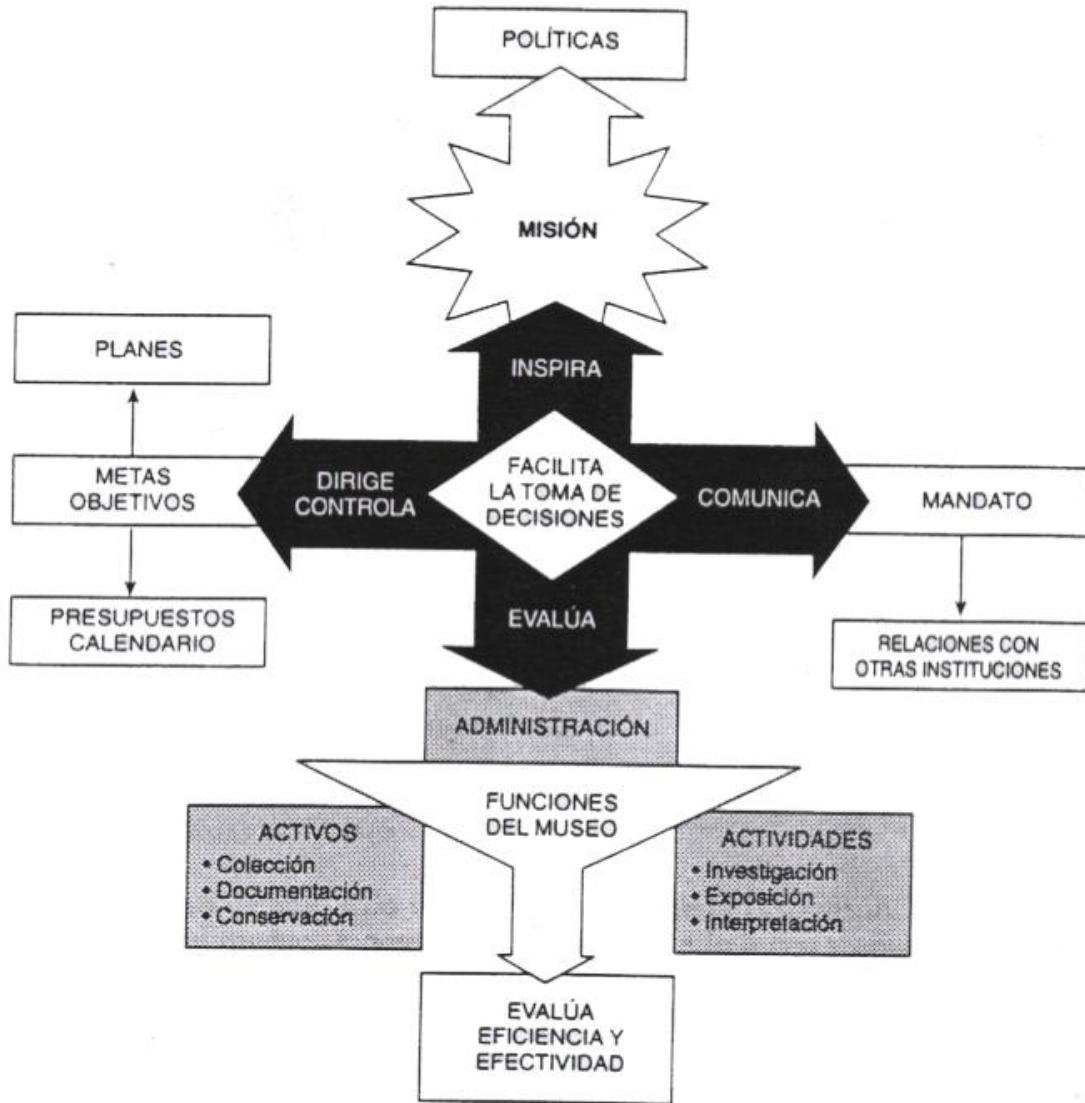 POLÍTICAS
MISIÓN
INSPIRA
PLANES
METAS
OBJETIVOS
PRESUPUESTOS
CALENDARIO
DIRIGE
CONTROLA
FACILITA
LA TOMA DE
DECISIONES
COMUNICA
MANDATO
RELACIONES CON
OTRAS INSTITUCIONES
EVALÚA
ADMINISTRACIÓN
FUNCIONES
DEL MUSEO
ACTIVOS
• Colección
• Documentación
• Conservación
ACTIVIDADES
• Investigación
• Exposición
• Interpretación
EVALÚA
EFICIENCIA Y
EFECTIVIDAD